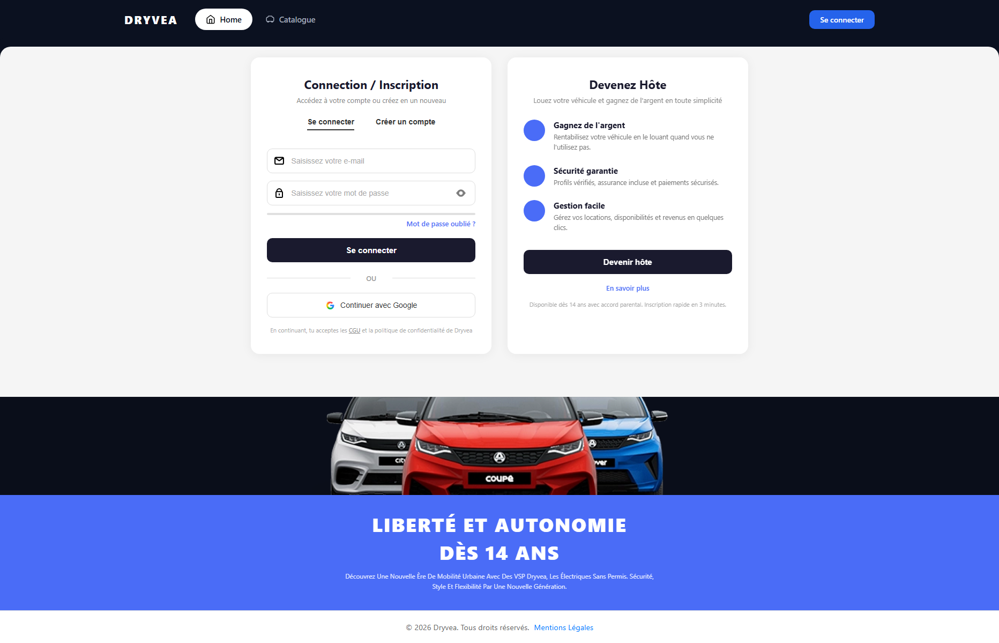 DRYVEA
Home
Catalogue
Se connecter
Connection / Inscription
Accédez à votre compte ou créez en un nouveau
Se connecter
Créer un compte
Saisissez votre e-mail
Saisissez votre mot de passe
Mot de passe oublié ?
Se connecter
OU
Continuer avec Google
En continuant, tu acceptes les CGU et la politique de confidentialité de Dryvea
Devenez Hôte
Louez votre véhicule et gagnez de l'argent en toute simplicité
Gagnez de l'argent
Rentabilisez votre véhicule en le louant quand vous ne
l'utilisez pas.
Sécurité garantie
Profils vérifiés, assurance incluse et paiements sécurisés.
Gestion facile
Gérez vos locations, disponibilités et revenus en quelques
clics.
Devenir hôte
En savoir plus
Disponible dès 14 ans avec accord parental. Inscription rapide en 3 minutes.
coupé
LIBERTÉ ET AUTONOMIE
DÈS 14 ANS
Découvrez Une Nouvelle Ère De Mobilité Urbaine Avec Des VSP Dryvea, Les Électriques Sans Permis. Sécurité,
Style Et Flexibilité Par Une Nouvelle Génération.
© 2026 Dryvea. Tous droits réservés. Mentions Légales